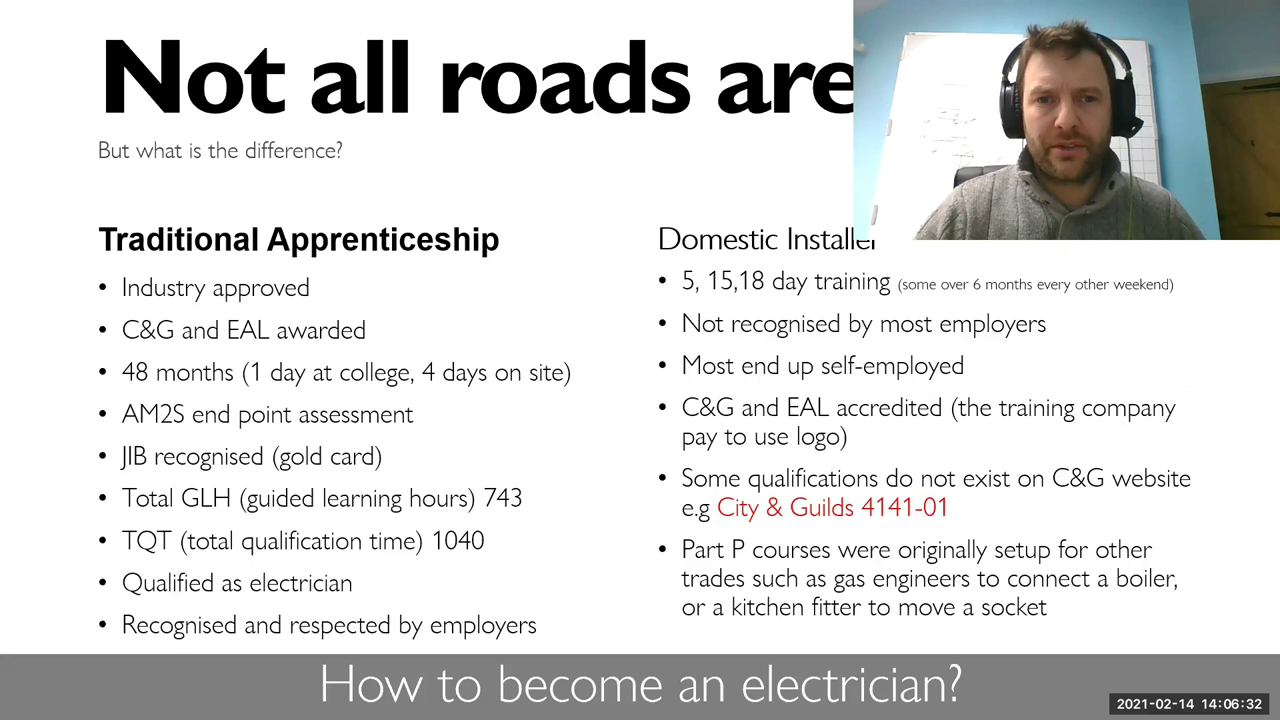 Not all roads are
But what is the difference?
Traditional Apprenticeship
• Industry approved
• C&G and EAL awarded
• 48 months (1 day at college, 4 days on site)
• AM2S end point assessment
• JIB recognised (gold card)
• Total GLH (guided learning hours) 743
• TQT (total qualification time) 1040
• Qualified as electrician
• Recognised and respected by employers
Domestic Installer
• 5, 15,18 day training (some over 6 months every other weekend)
• Not recognised by most employers
• Most end up self-employed
• C&G and EAL accredited (the training company
pay to use logo)
• Some qualifications do not exist on C&G website
e.g City & Guilds 4141-01
• Part P courses were originally setup for other
trades such as gas engineers to connect a boiler,
or a kitchen fitter to move a socket
How to become an electrician?
2021-02-14 14:06:32